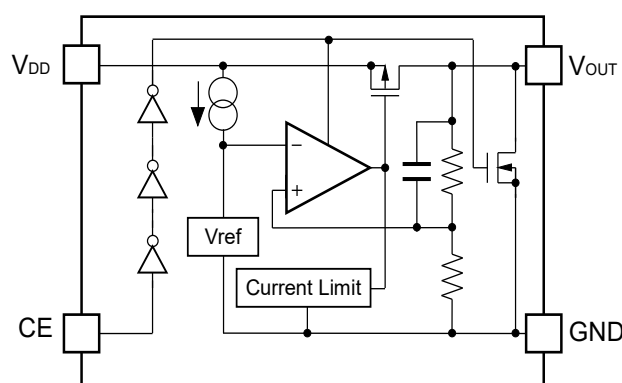 VDD
VOUT
−
+
Vref
Current Limit
CE
GND